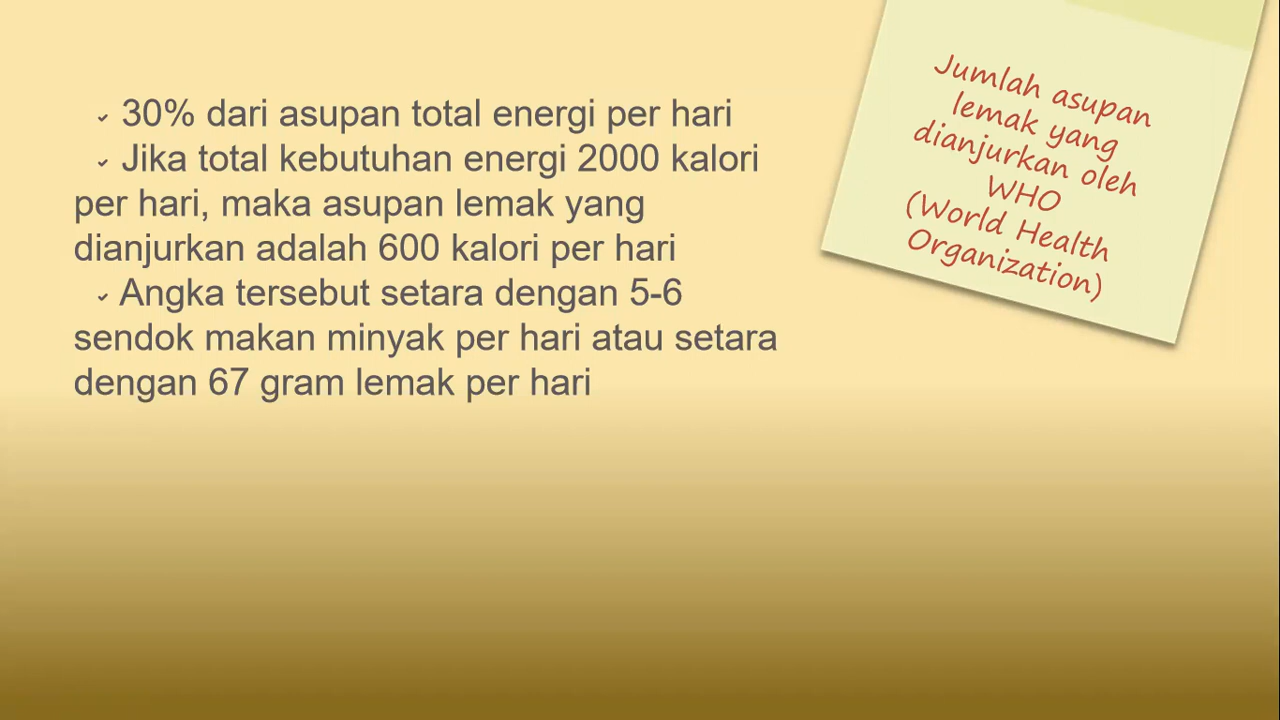 30% dari asupan total energi per hari
Jika total kebutuhan energi 2000 kalori
per hari, maka asupan lemak yang
dianjurkan adalah 600 kalori per hari
Angka tersebut setara dengan 5-6
sendok makan minyak per hari atau setara
dengan 67 gram lemak per hari
Jumlah asupan
lemak yang
dianjurkan oleh
WHO
(World Health
Organization)